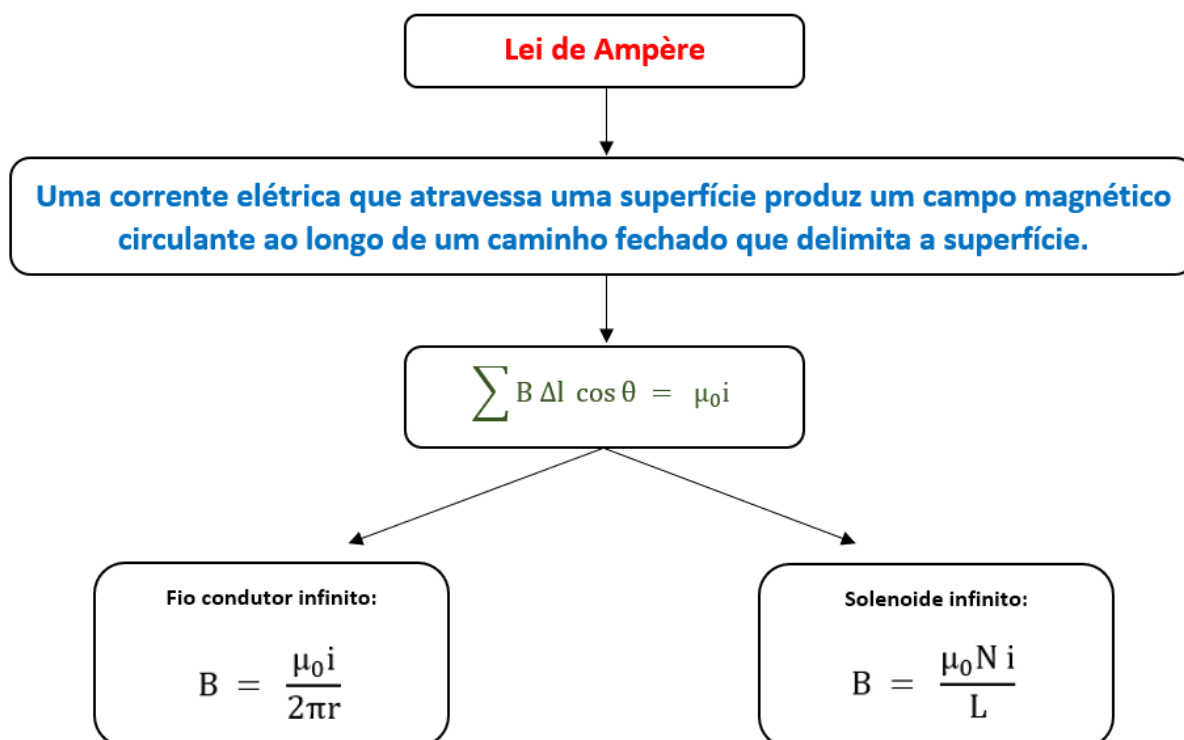 Lei de Ampère
Uma corrente elétrica que atravessa uma superfície produz um campo magnético
circulante ao longo de um caminho fechado que delimita a superfície.
∑ B Δl cos θ = μ₀i
Fio condutor infinito:
B = μ₀i / 2πr
Solenoide infinito:
B = μ₀N i / L